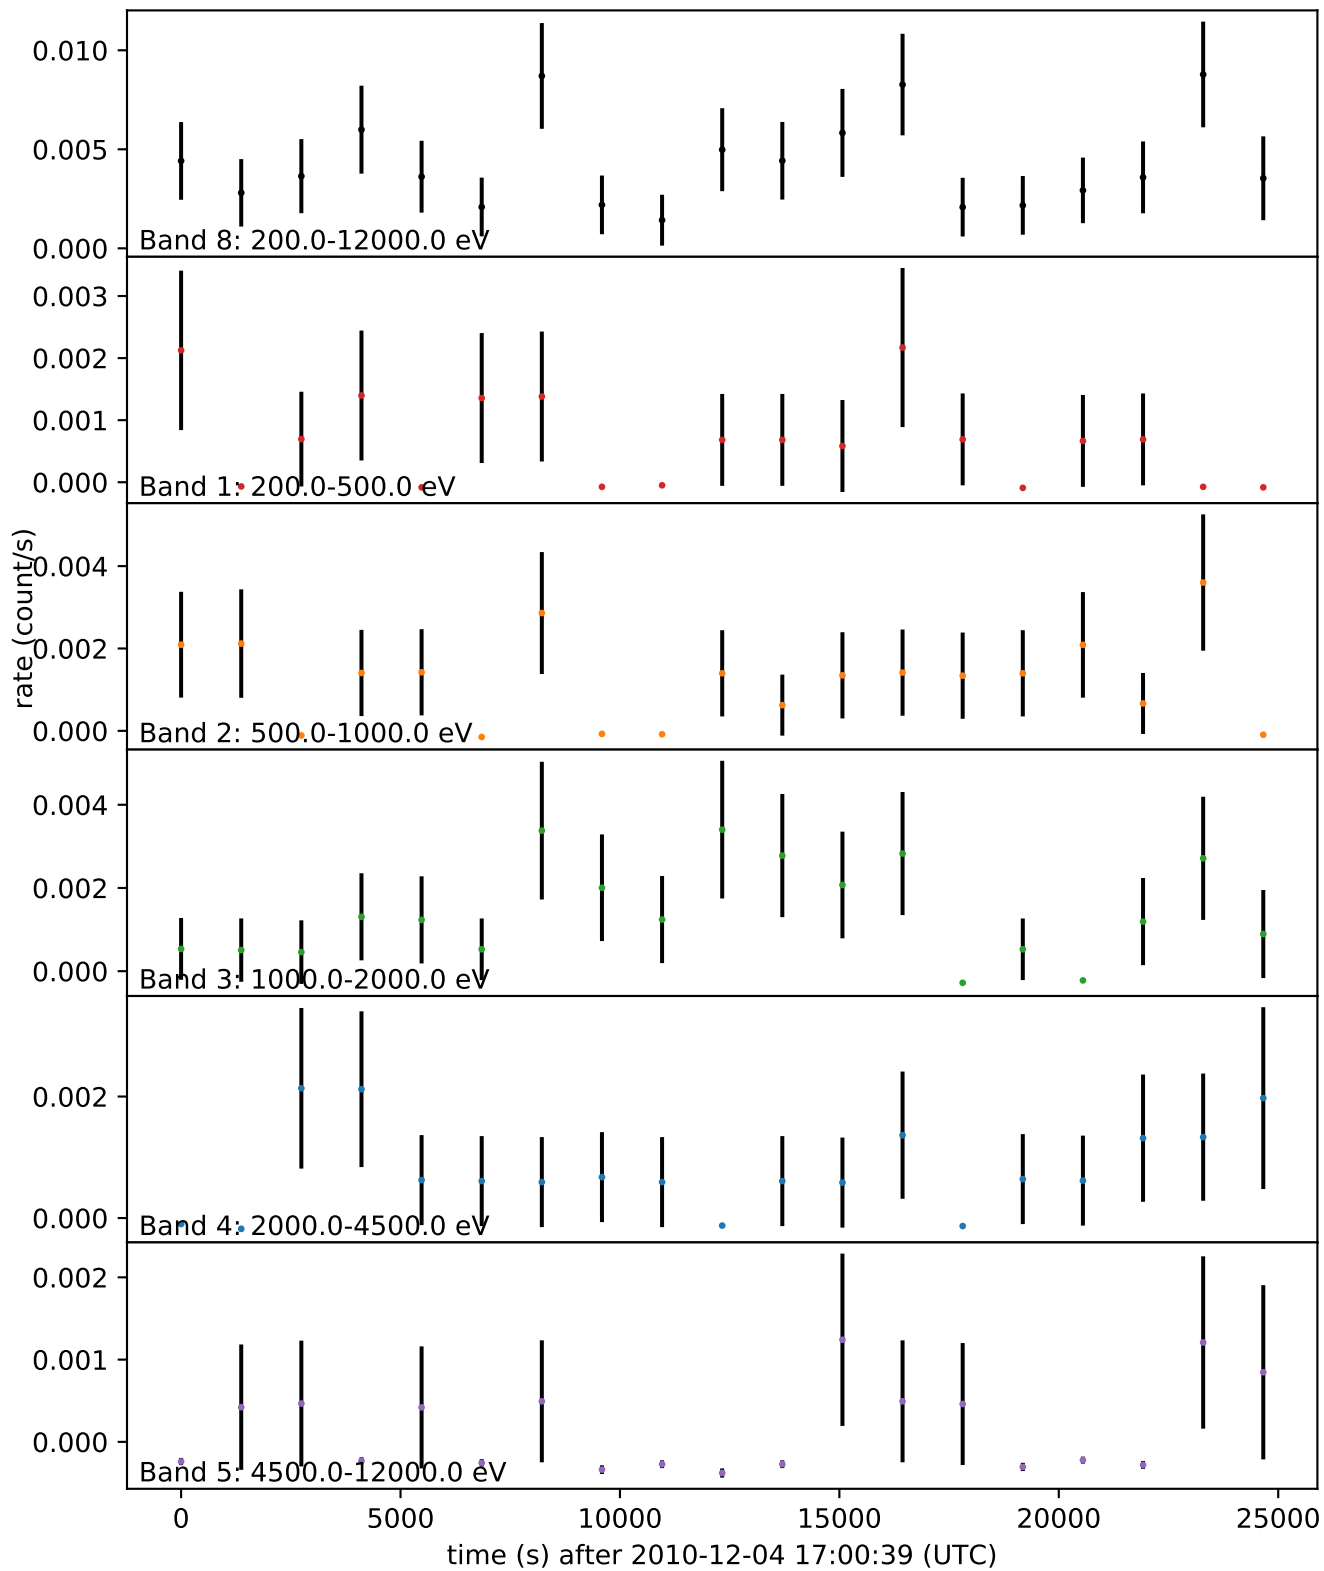 0.010
0.005
0.000
Band 8: 200.0-12000.0 eV
0.003
0.002
0.001
0.000
Band 1: 200.0-500.0 eV
rate (count/s)
0.004
0.002
0.000
Band 2: 500.0-1000.0 eV
0.004
0.002
0.000
Band 3: 1000.0-2000.0 eV
0.002
0.000
Band 4: 2000.0-4500.0 eV
0.002
0.001
0.000
Band 5: 4500.0-12000.0 eV
0 5000 10000 15000 20000 25000
time (s) after 2010-12-04 17:00:39 (UTC)